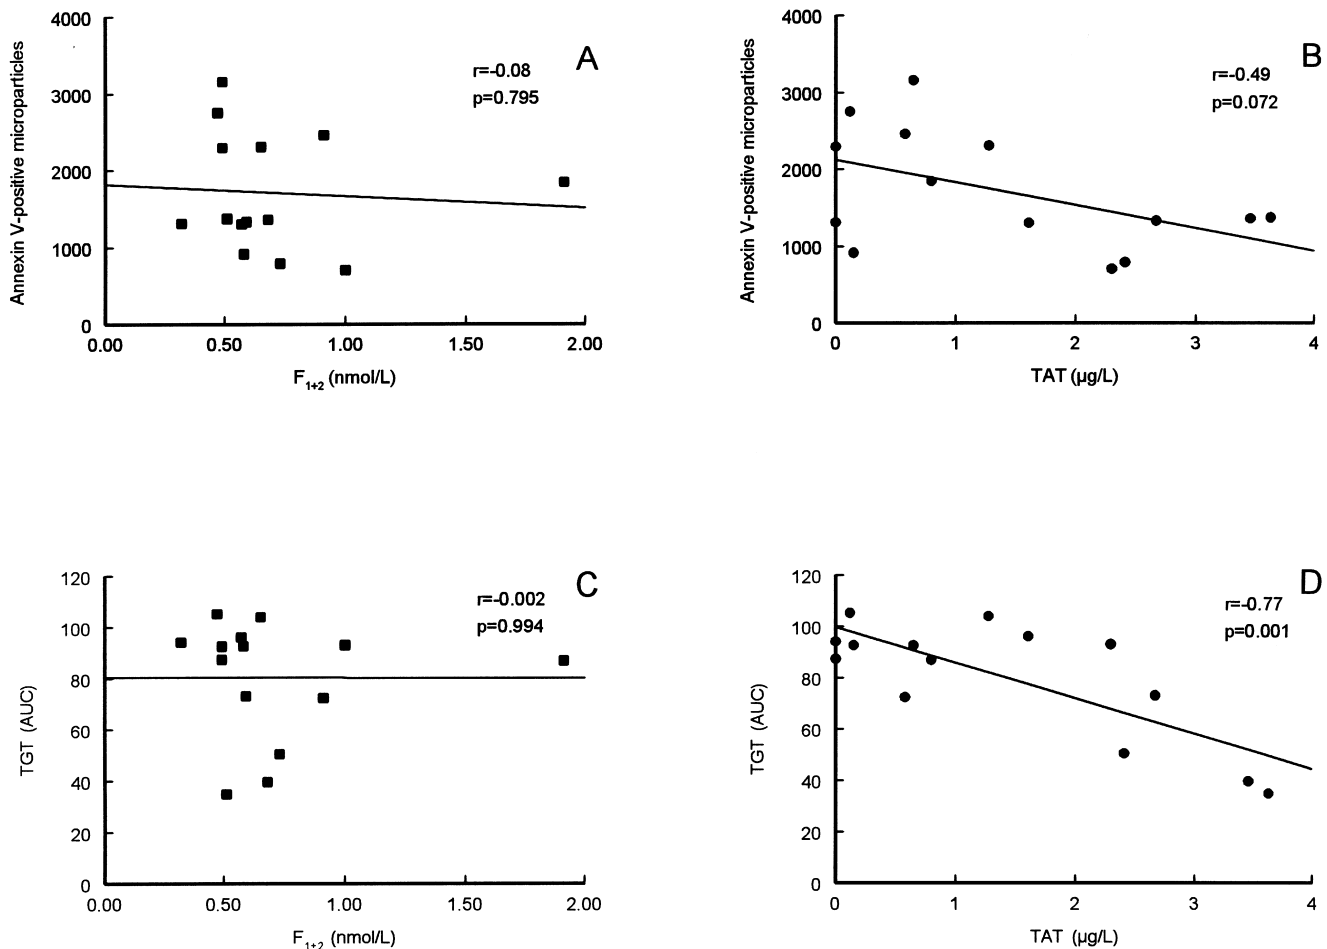 A
r=-0.08
p=0.795
Annexin V-positive microparticles
4000
3000
2000
1000
0
0.00 0.50 1.00 1.50 2.00
F1+2 (nmol/L)
B
r=-0.49
p=0.072
Annexin V-positive microparticles
4000
3000
2000
1000
0
0 1 2 3 4
TAT (µg/L)
C
r=-0.002
p=0.994
TGT (AUC)
120
100
80
60
40
20
0
0.00 0.50 1.00 1.50 2.00
F1+2 (nmol/L)
D
r=-0.77
p=0.001
TGT (AUC)
120
100
80
60
40
20
0
0 1 2 3 4
TAT (µg/L)